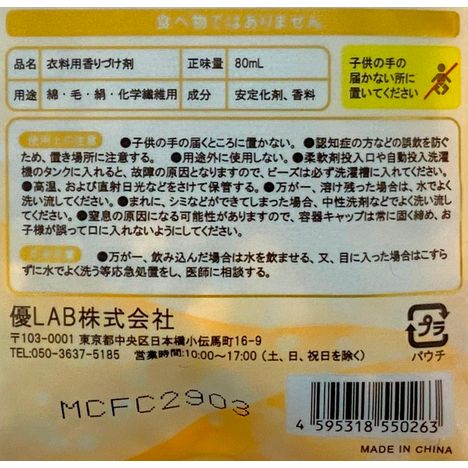 食べ物ではありません
品名 衣料用香りづけ剤 正味量 80mL
用途 綿・毛・絹・化学繊維用 成分 安定化剤、香料
子供の手の
届かない所に
置いてください
使用上の注意 ●子供の手の届くところに置かない。●認知症の方などの誤飲を防ぐ
ため、置き場所に注意する。●用途外に使用しない。●柔軟剤投入口や自動投入洗濯
機のタンクに入れると、故障の原因となりますので、ビーズは必ず洗濯槽に入れてください。
●高温、および直射日光などをさけて保管する。●万が一、溶け残った場合は、水でよく
洗い流してください。●まれに、シミなどができてしまった場合、中性洗剤などでよく洗い
流してください。●窒息の原因になる可能性がありますので、容器キャップは常に固く締め、お
子様が誤って口に入れないようにしてください。
応急処置 ●万が一、飲み込んだ場合は水を飲ませる、又、目に入った場合はこすら
ずに水でよく洗う等応急処置をし、医師に相談する。
優LAB株式会社
〒103-0001 東京都中央区日本橋小伝馬町16-9
TEL:050-3637-5185 営業時間:10:00~17:00(土、日、祝日を除く)
プラ
パウチ
MCFC2903
4 595318 550263
MADE IN CHINA